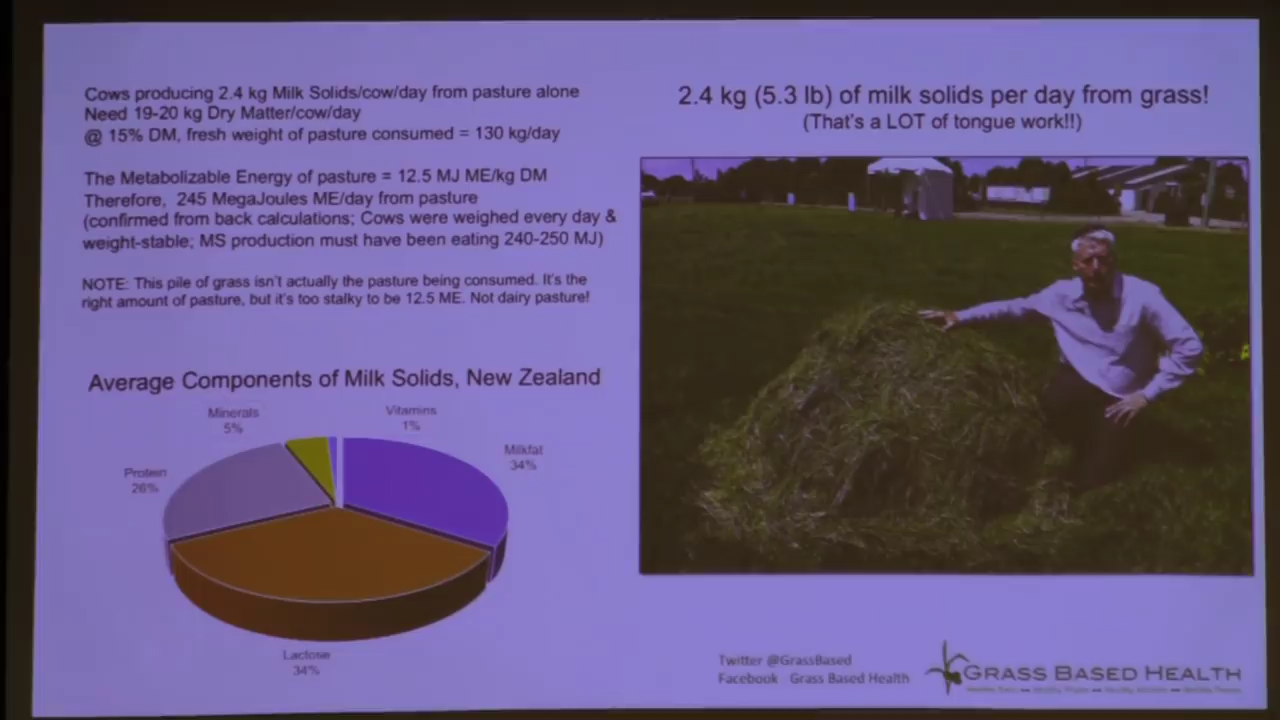 Cows producing 2.4 kg Milk Solids/cow/day from pasture alone
Need 19-20 kg Dry Matter/cow/day
@ 15% DM, fresh weight of pasture consumed = 130 kg/day
The Metabolizable Energy of pasture = 12.5 MJ ME/kg DM
Therefore, 245 MegaJoules ME/day from pasture
(confirmed from back calculations; Cows were weighed every day &
weight-stable; MS production must have been eating 240-250 MJ)
NOTE: This pile of grass isn't actually the pasture being consumed. It's the
right amount of pasture, but it's too stalky to be 12.5 ME. Not dairy pasture!
2.4 kg (5.3 lb) of milk solids per day from grass!
(That's a LOT of tongue work!!)
Average Components of Milk Solids, New Zealand
Minerals
5%
Vitamins
1%
Milkfat
34%
Protein
26%
Lactose
34%
Twitter @GrassBased
Facebook Grass Based Health
GRASS BASED HEALTH